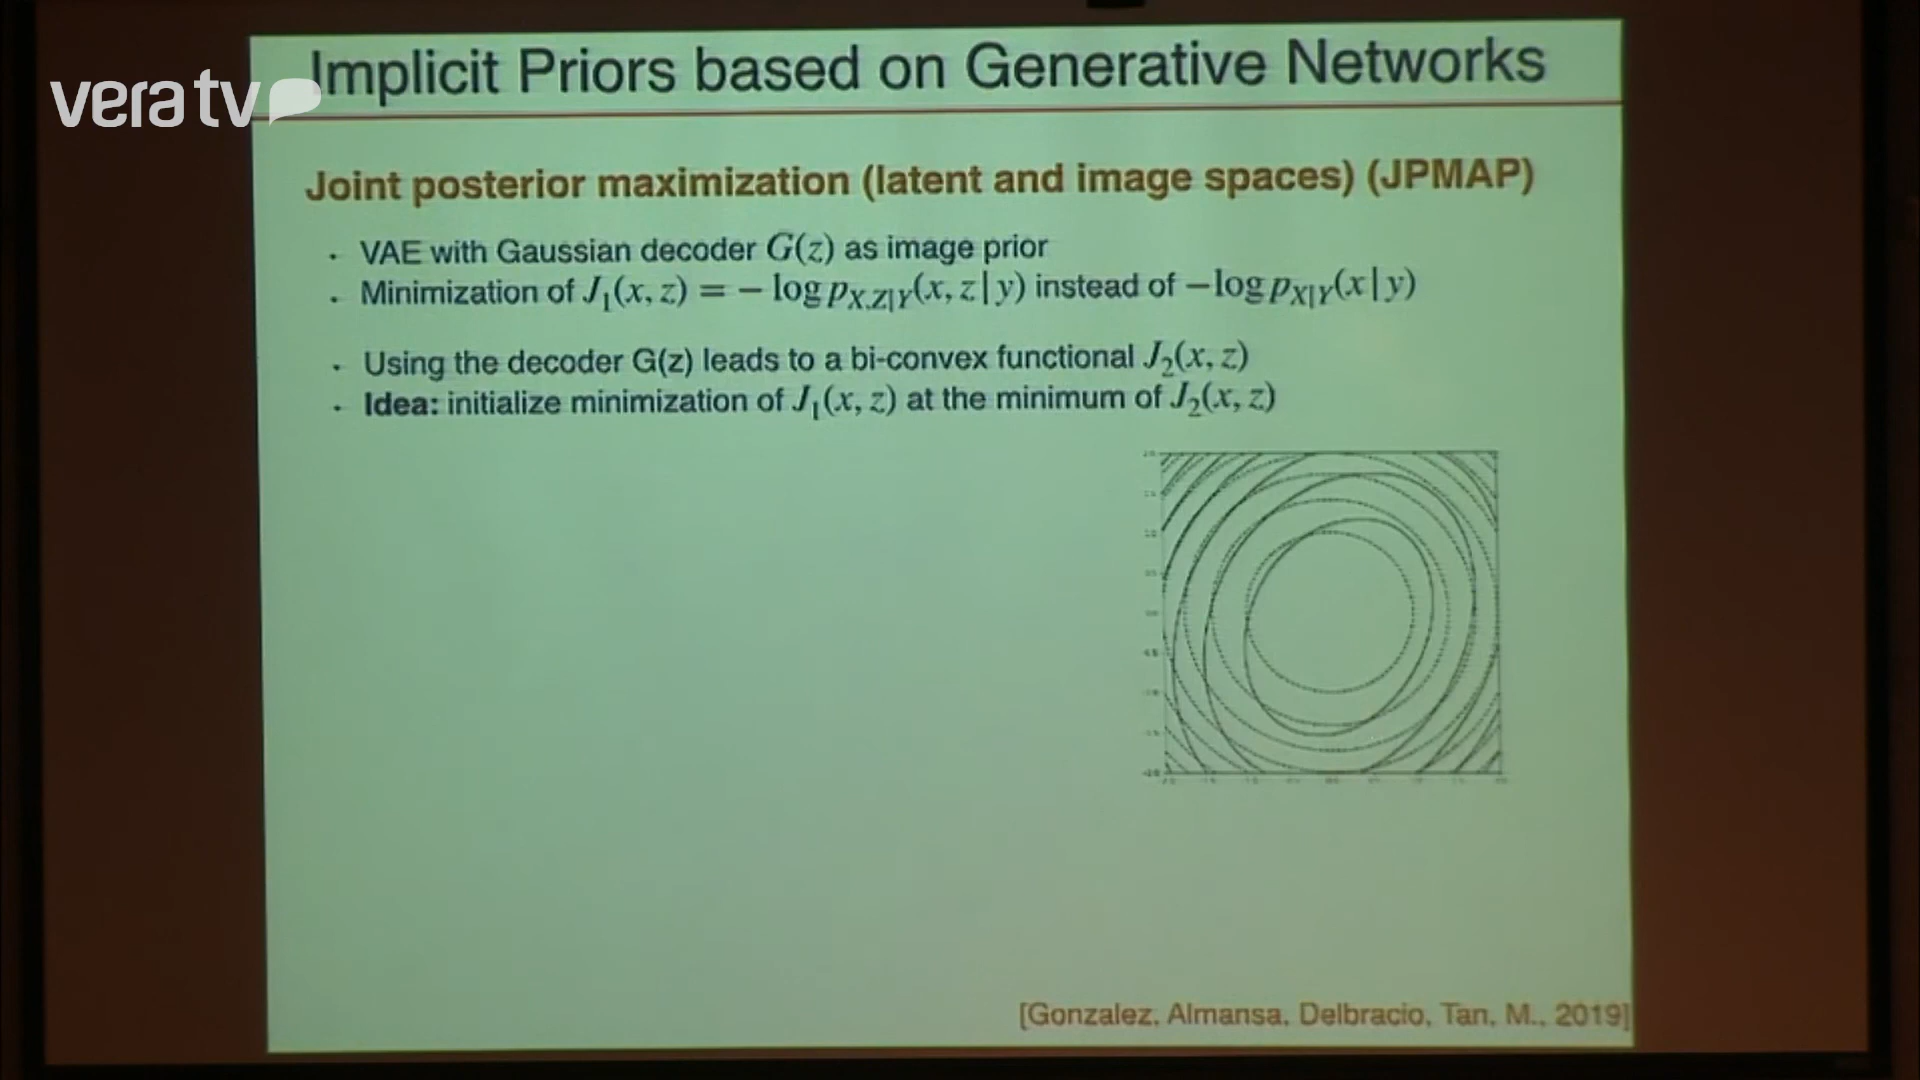 vera tv
Implicit Priors based on Generative Networks
Joint posterior maximization (latent and image spaces) (JPMAP)
· VAE with Gaussian decoder G(z) as image prior
· Minimization of J₁(x, z) = − log p_{X,Z|Y}(x, z | y) instead of −log p_{X|Y}(x | y)
· Using the decoder G(z) leads to a bi-convex functional J₂(x, z)
· Idea: initialize minimization of J₁(x, z) at the minimum of J₂(x, z)
[Gonzalez, Almansa, Delbracio, Tan, M., 2019]